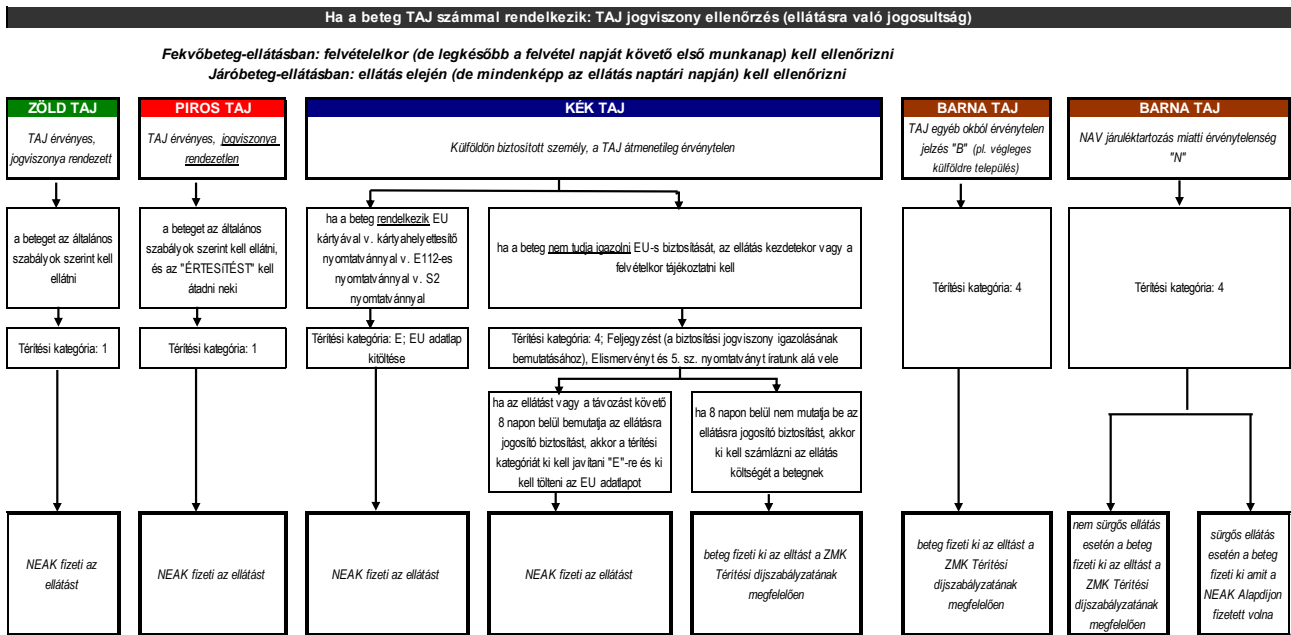 Ha a beteg TAJ számmal rendelkezik: TAJ jogviszony ellenőrzés (ellátásra való jogosultság)
Fekvőbeteg-ellátásban: felvételelkor (de legkésőbb a felvétel napját követő első munkanap) kell ellenőrizni
Járóbeteg-ellátásban: ellátás elején (de mindenképp az ellátás naptári napján) kell ellenőrizni
ZÖLD TAJ
TAJ érvényes,
jogviszonya rendezett
PIROS TAJ
TAJ érvényes, jogviszonya
rendezetlen
KÉK TAJ
Külföldön biztosított személy, a TAJ átmenetileg érvénytelen
BARNA TAJ
TAJ egyéb okból érvénytelen
jelzés "B" (pl. végleges
külföldre település)
BARNA TAJ
NAV járuléktartozás miatti érvénytelenség
"N"
a beteget az általános
szabályok szerint kell
ellátni
a beteget az általános
szabályok szerint kell ellátni,
és az "ÉRTESíTÉST" kell
átadni neki
ha a beteg rendelkezik EU
kártyával v. kártyahelyettesítő
nyomtatvánnyal v. E112-es
nyomtatvánnyal v. S2
nyomtatvánnyal
ha a beteg nem tudja igazolni EU-s biztosítását, az ellátás kezdetekor vagy a
felvételkor tájékoztatni kell
Térítési kategória: 4
Térítési kategória: 4
Térítési kategória: 1
Térítési kategória: 1
Térítési kategória: E; EU adatlap
kitöltése
Térítési kategória: 4; Feljegyzést (a biztosítási jogviszony igazolásának
bemutatásához), Elismervényt és 5. sz. nyomtatványt íratunk alá vele
ha az ellátást vagy a távozást követő
8 napon belül bemutatja az ellátásra
jogosító biztosítást, akkor a térítési
kategóriát ki kell javítani "E"-re és ki
kell tölteni az EU adatlapot
ha 8 napon belül nem mutatja be az
ellátásra jogosító biztosítást, akkor
ki kell számlázni az ellátás
költségét a betegnek
NEAK fizeti az
ellátást
NEAK fizeti az ellátást
NEAK fizeti az ellátást
NEAK fizeti az ellátást
beteg fizeti ki az elltást a ZMK
Térítési díjszabályzatának
megfelelően
beteg fizeti ki az elltást a
ZMK Térítési
díjszabályzatának
megfelelően
nem sürgős ellátás
esetén a beteg
fizeti ki az elltást a
ZMK Térítési
díjszabályzatának
megfelelően
sürgős ellátás
esetén a beteg
fizeti ki amit a
NEAK Alapdíjon
fizetett volna